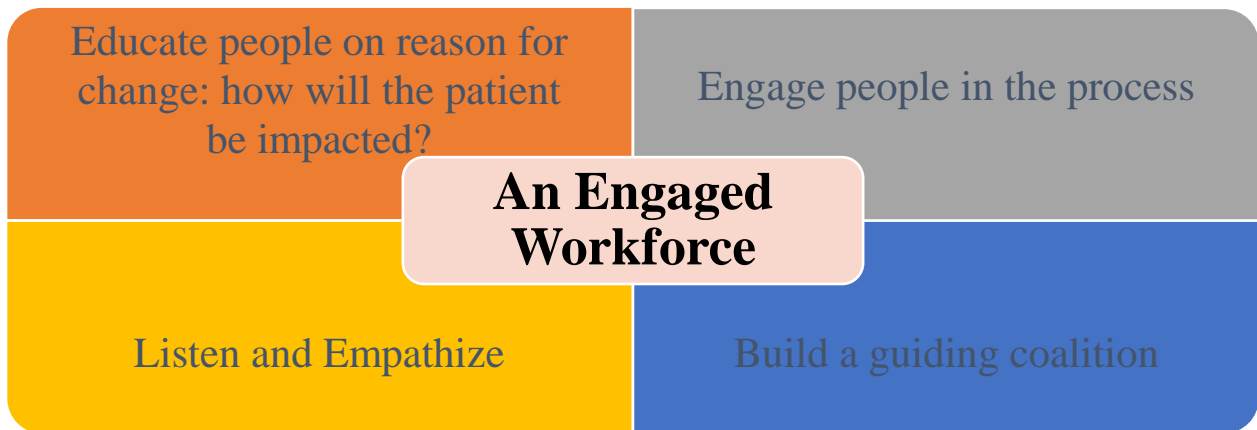 Educate people on reason for
change: how will the patient
be impacted?
Engage people in the process
An Engaged
Workforce
Listen and Empathize
Build a guiding coalition